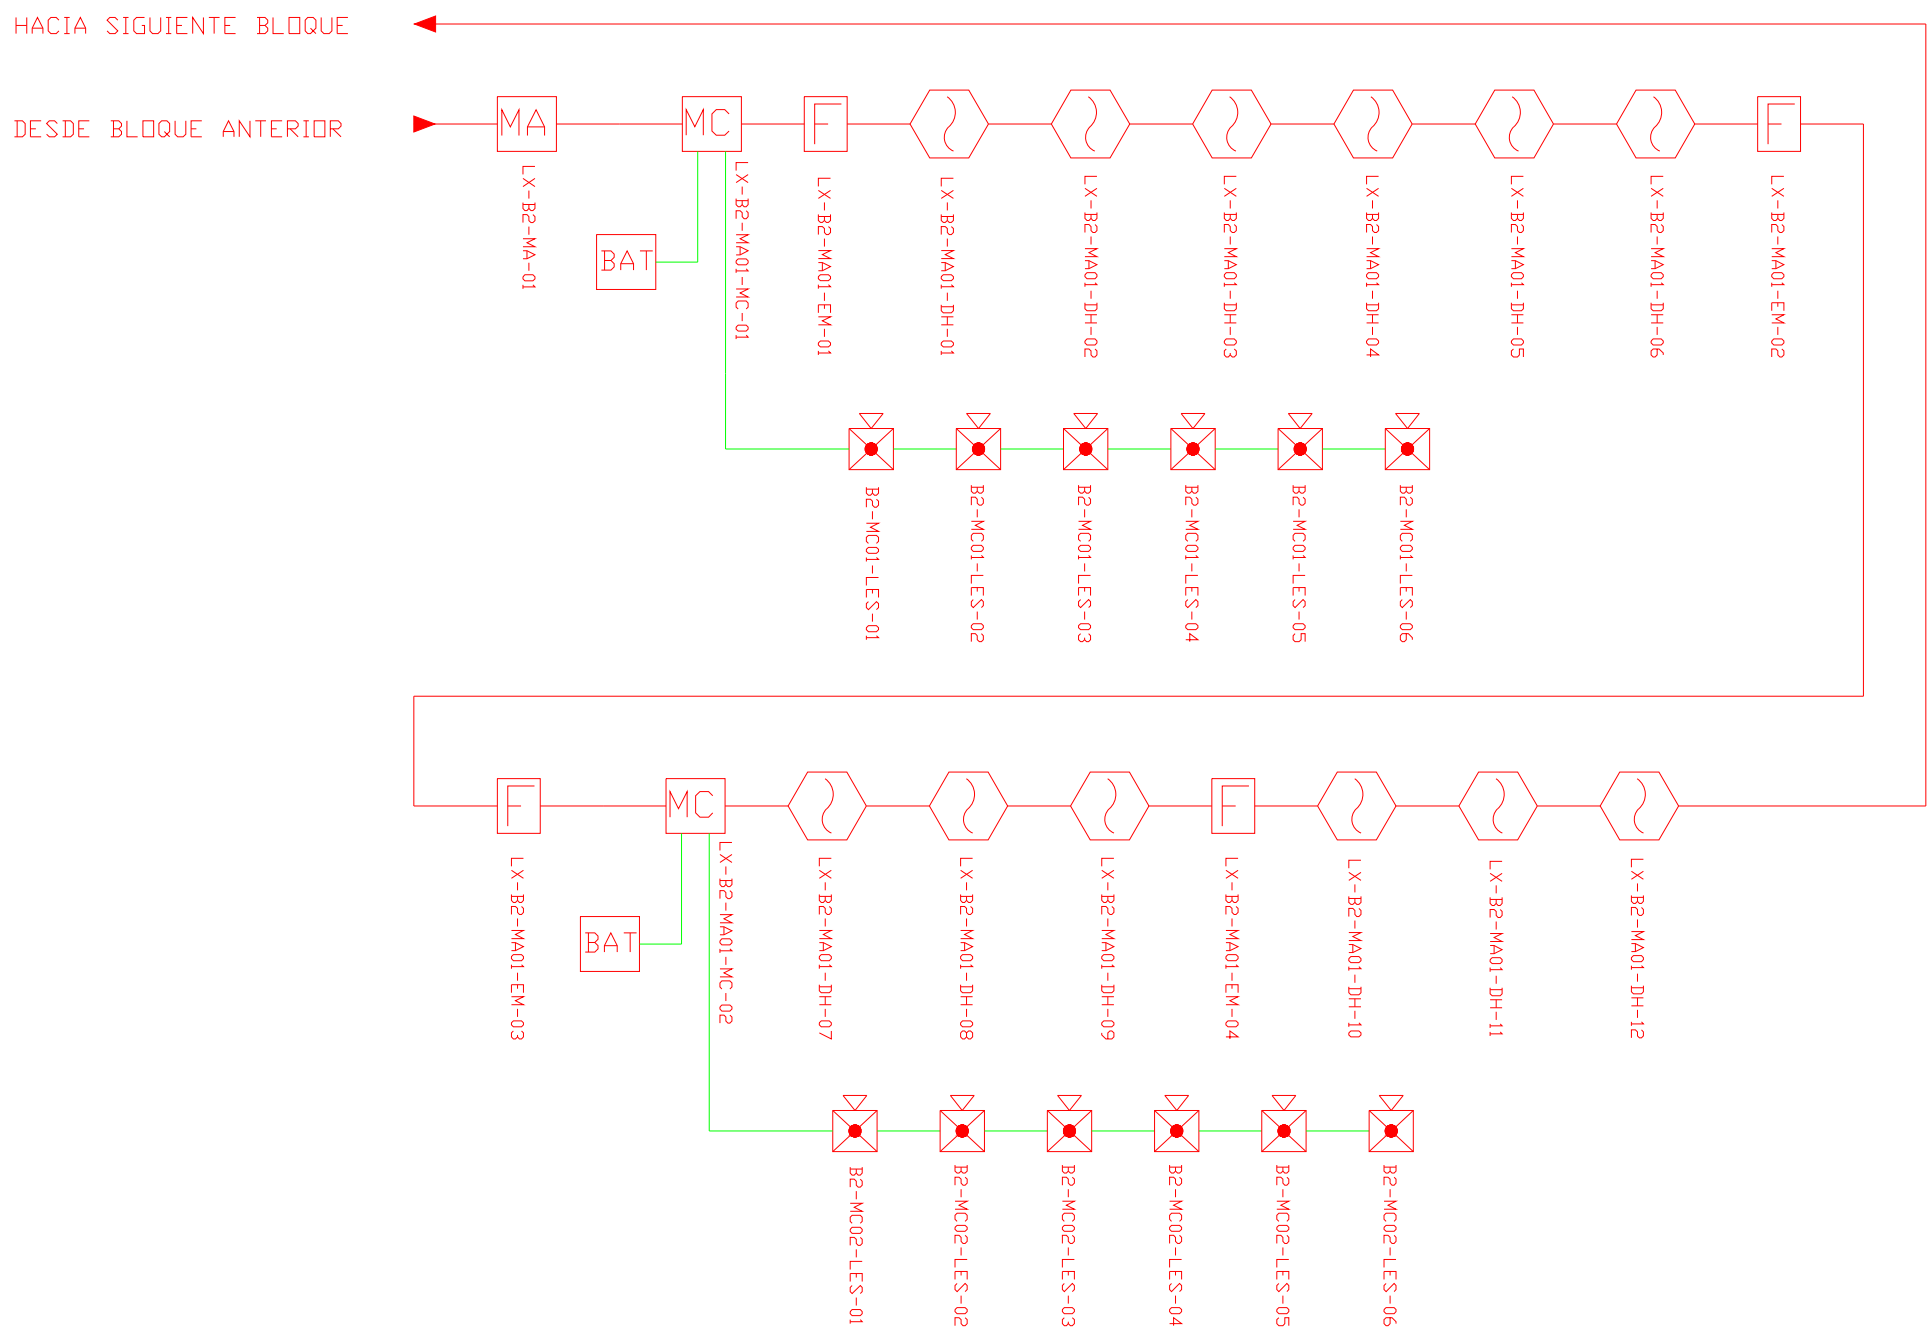 HACIA SIGUIENTE BLOQUE
DESDE BLOQUE ANTERIOR
MA
MC
F
F
LX-B2-MA-01
LX-B2-MA01-MC-01
LX-B2-MA01-EM-01
LX-B2-MA01-DH-01
LX-B2-MA01-DH-02
LX-B2-MA01-DH-03
LX-B2-MA01-DH-04
LX-B2-MA01-DH-05
LX-B2-MA01-DH-06
LX-B2-MA01-EM-02
BAT
B2-MC01-LES-01
B2-MC01-LES-02
B2-MC01-LES-03
B2-MC01-LES-04
B2-MC01-LES-05
B2-MC01-LES-06
F
MC
F
LX-B2-MA01-EM-03
LX-B2-MA01-MC-02
LX-B2-MA01-DH-07
LX-B2-MA01-DH-08
LX-B2-MA01-DH-09
LX-B2-MA01-EM-04
LX-B2-MA01-DH-10
LX-B2-MA01-DH-11
LX-B2-MA01-DH-12
BAT
B2-MC02-LES-01
B2-MC02-LES-02
B2-MC02-LES-03
B2-MC02-LES-04
B2-MC02-LES-05
B2-MC02-LES-06